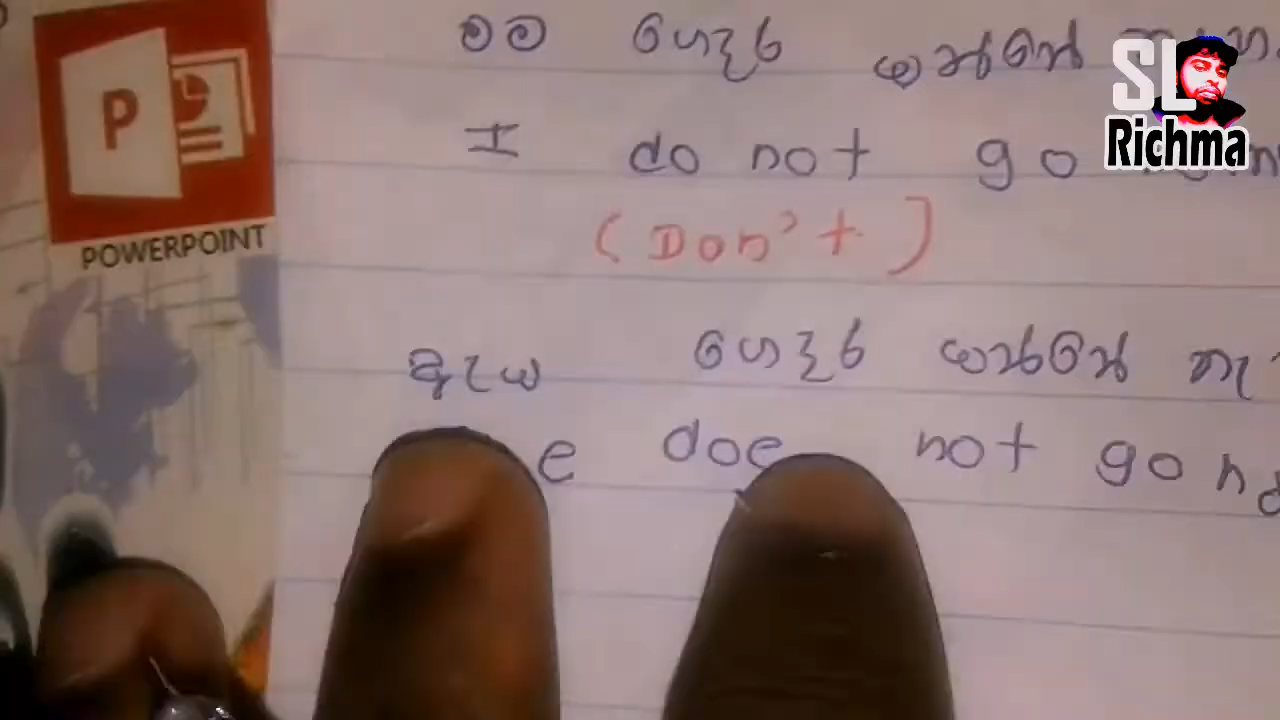 මම ගෙදර යන්නේ
SL
Richma
P
I do not go
POWERPOINT
(Don't)
ඇය ගෙදර යන්නේ
not go